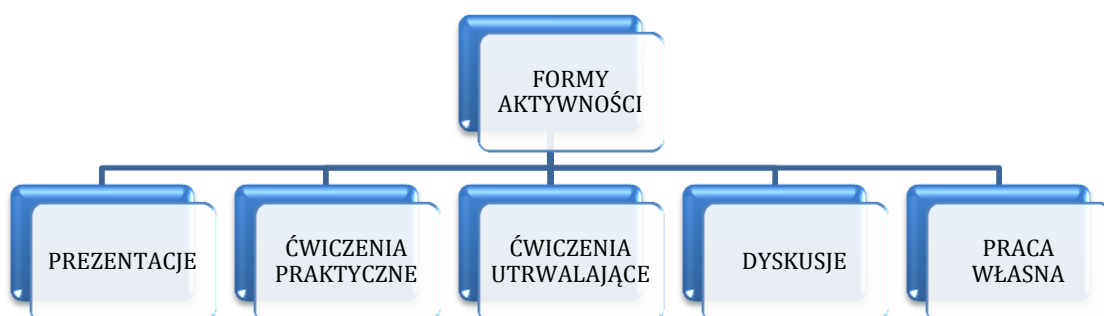 FORMY
AKTYWNOŚCI
PREZENTACJE
ĆWICZENIA
PRAKTYCZNE
ĆWICZENIA
UTRWALAJĄCE
DYSKUSJE
PRACA
WŁASNA